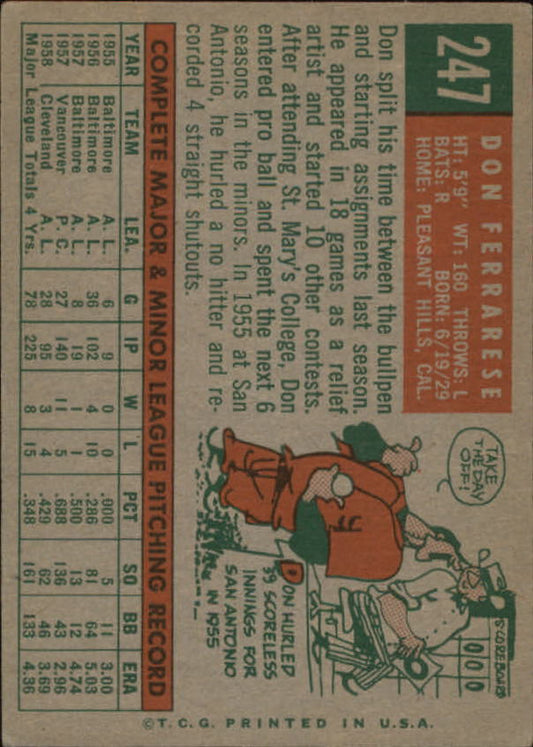 247
DON FERRARESE
HT: 5'9" WT: 160 THROWS: L
BATS: R BORN: 6/19/29
HOME: PLEASANT HILLS, CAL.
Don split his time between the bullpen
and starting assignments last season.
He appeared in 18 games as a relief
artist and started 10 other contests.
After attending St. Mary's College, Don
entered pro ball and spent the next 6
seasons in the minors. In 1955 at San
Antonio, he hurled a no hitter and re-
corded 4 straight shutouts.
TAKE
THE DAY
OFF!
SCOREBOARD
000
DON HURLED
39 SCORELESS
INNINGS FOR
SAN ANTONIO
IN 1955
COMPLETE MAJOR & MINOR LEAGUE PITCHING RECORD
YEAR TEAM LEA. G IP W L PCT SO BB ERA
1955 Baltimore A. L. 6 9 0 0 .000 5 11 3.00
1956 Baltimore A. L. 36 102 4 10 .286 81 64 5.03
1957 Baltimore A. L. 8 19 1 1 .500 13 12 4.74
1957 Vancouver P. C. 27 140 11 5 .688 136 43 2.96
1958 Cleveland A. L. 28 95 3 4 .429 62 46 3.69
Major League Totals 4 Yrs. 78 225 8 15 .348 161 133 4.36
© T. C. G. PRINTED IN U.S.A.